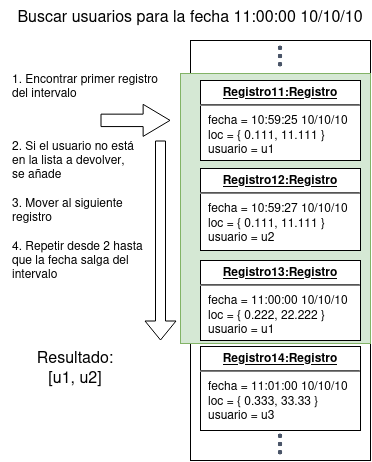 Buscar usuarios para la fecha 11:00:00 10/10/10
1. Encontrar primer registro
del intervalo
2. Si el usuario no está
en la lista a devolver,
se añade
3. Mover al siguiente
registro
4. Repetir desde 2 hasta
que la fecha salga del
intervalo
Resultado:
[u1, u2]
Registro11:Registro
fecha = 10:59:25 10/10/10
loc = { 0.111, 11.111 }
usuario = u1
Registro12:Registro
fecha = 10:59:27 10/10/10
loc = { 0.111, 11.111 }
usuario = u2
Registro13:Registro
fecha = 11:00:00 10/10/10
loc = { 0.222, 22.222 }
usuario = u1
Registro14:Registro
fecha = 11:01:00 10/10/10
loc = { 0.333, 33.33 }
usuario = u3